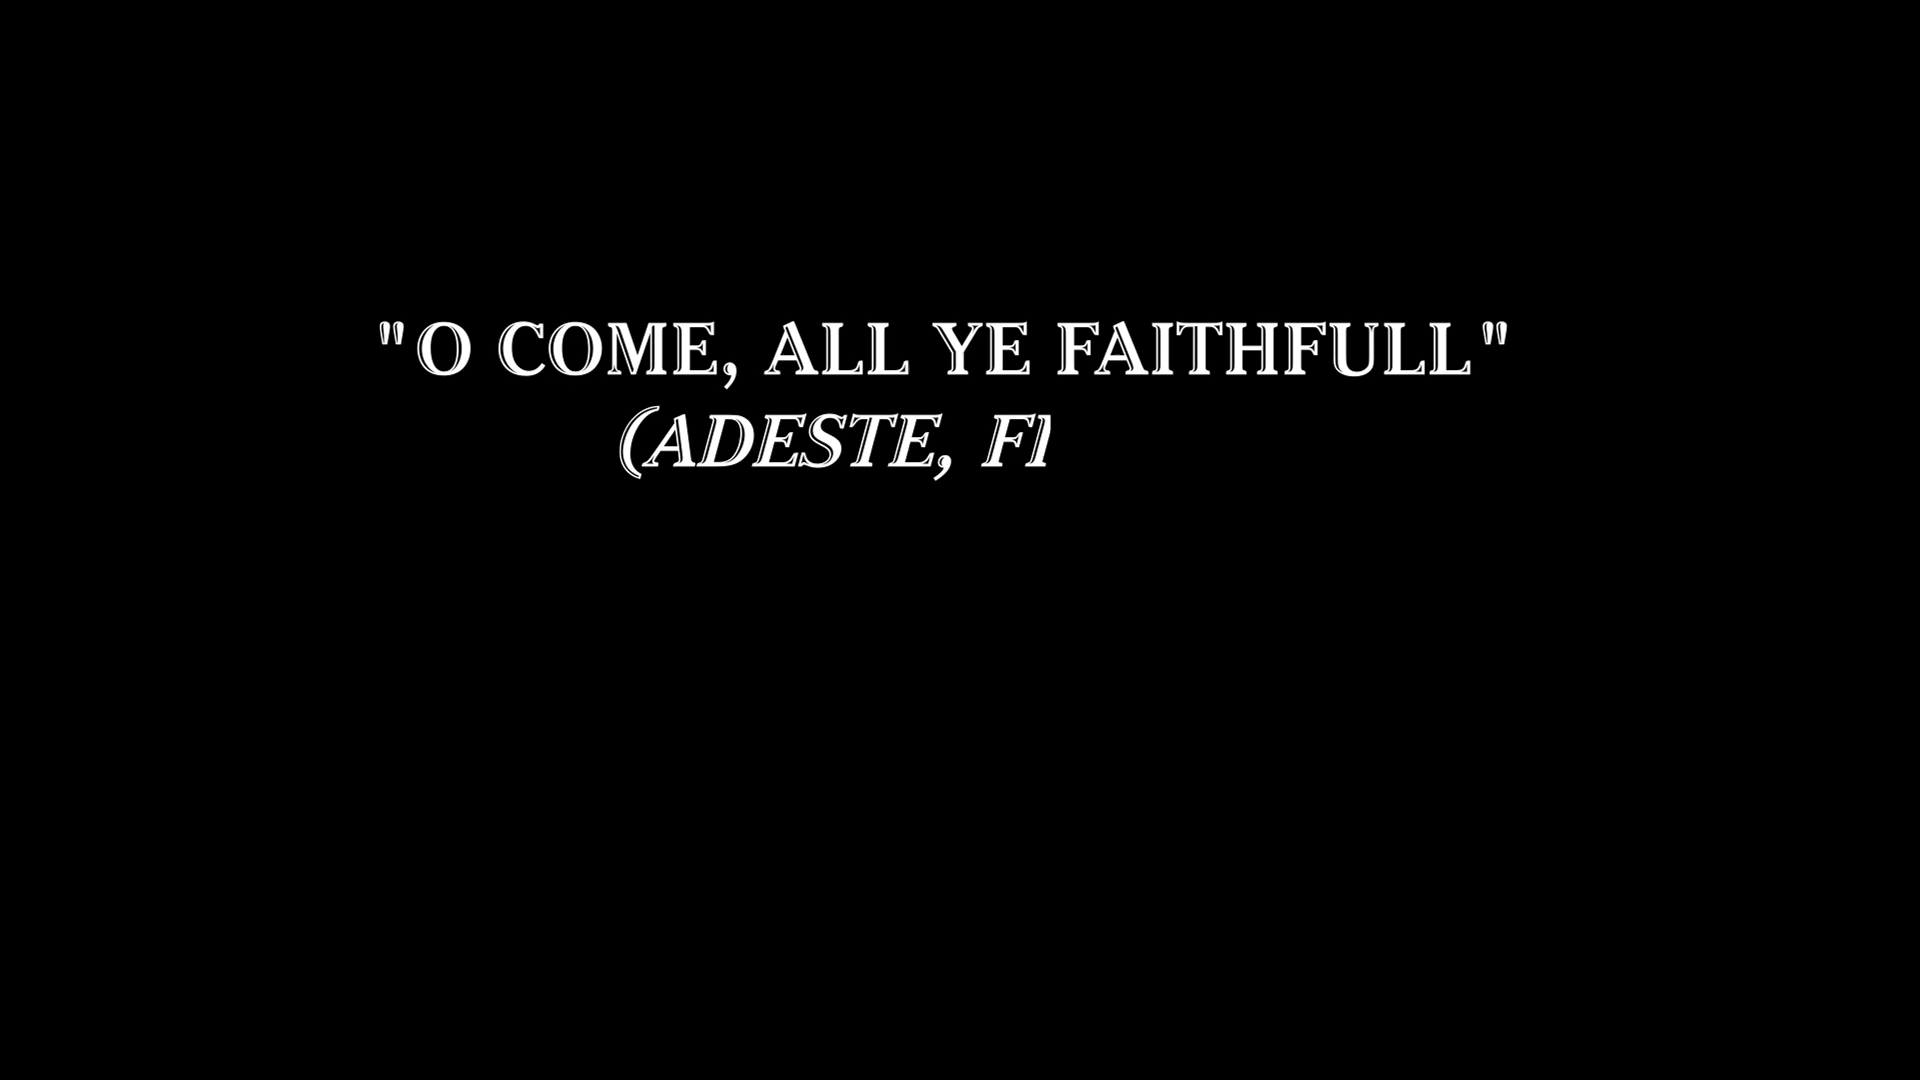 "O COME, ALL YE FAITHFULL"
(ADESTE, FI